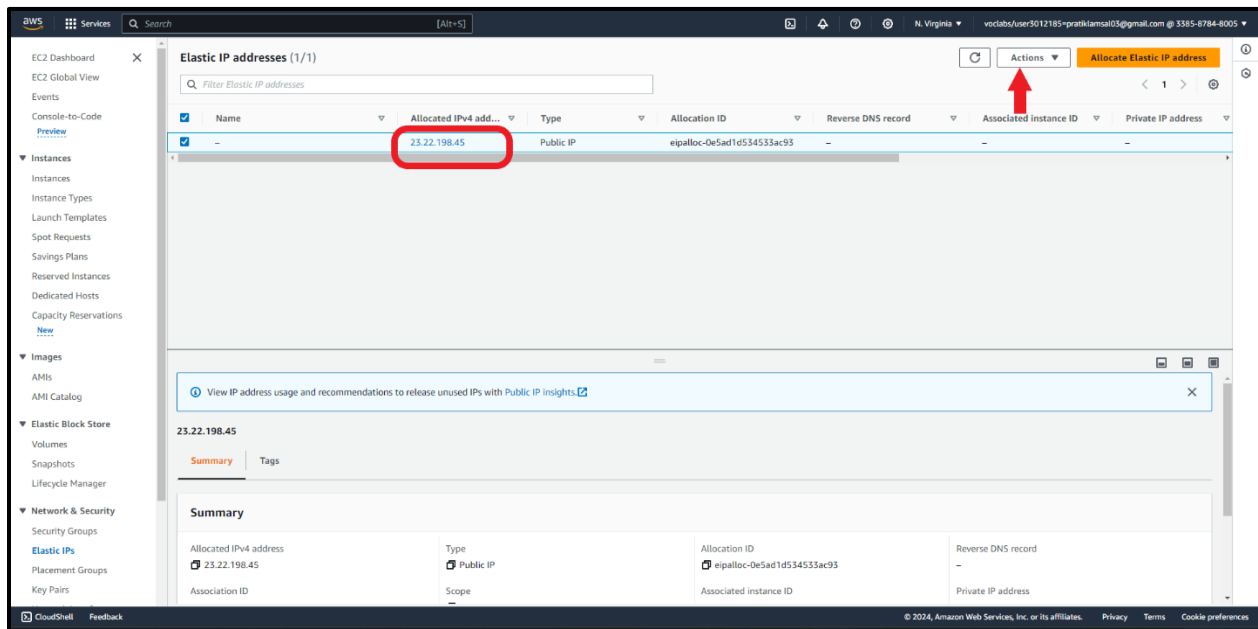 aws Services Search [Alt+S] N. Virginia voclabs/user3012185=pratiklamsal03@gmail.com @ 3385-8784-8005
EC2 Dashboard
EC2 Global View
Events
Console-to-Code
Preview
Instances
Instances
Instance Types
Launch Templates
Spot Requests
Savings Plans
Reserved Instances
Dedicated Hosts
Capacity Reservations
New
Images
AMIs
AMI Catalog
Elastic Block Store
Volumes
Snapshots
Lifecycle Manager
Network & Security
Security Groups
Elastic IPs
Placement Groups
Key Pairs
Elastic IP addresses (1/1) Actions Allocate Elastic IP address
Filter Elastic IP addresses 1
Name Allocated IPv4 add... Type Allocation ID Reverse DNS record Associated instance ID Private IP address
– 23.22.198.45 Public IP eipalloc-0e5ad1d534533ac93 – – –
View IP address usage and recommendations to release unused IPs with Public IP insights.
23.22.198.45
Summary Tags
Summary
Allocated IPv4 address Type Allocation ID Reverse DNS record
23.22.198.45 Public IP eipalloc-0e5ad1d534533ac93 –
Association ID Scope Associated instance ID Private IP address
CloudShell Feedback © 2024, Amazon Web Services, Inc. or its affiliates. Privacy Terms Cookie preferences